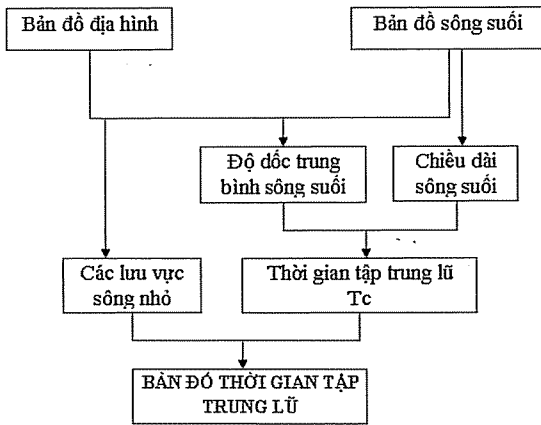 Bản đồ địa hình
Bản đồ sông suối
Độ dốc trung
bình sông suối
Chiều dài
sông suối
Các lưu vực
sông nhỏ
Thời gian tập trung lũ
Tc
BẢN ĐỒ THỜI GIAN TẬP
TRUNG LŨ